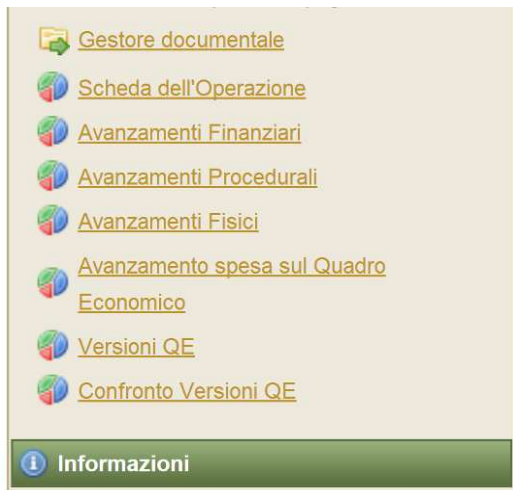 Gestore documentale
Scheda dell'Operazione
Avanzamenti Finanziari
Avanzamenti Procedurali
Avanzamenti Fisici
Avanzamento spesa sul Quadro
Economico
Versioni QE
Confronto Versioni QE
Informazioni